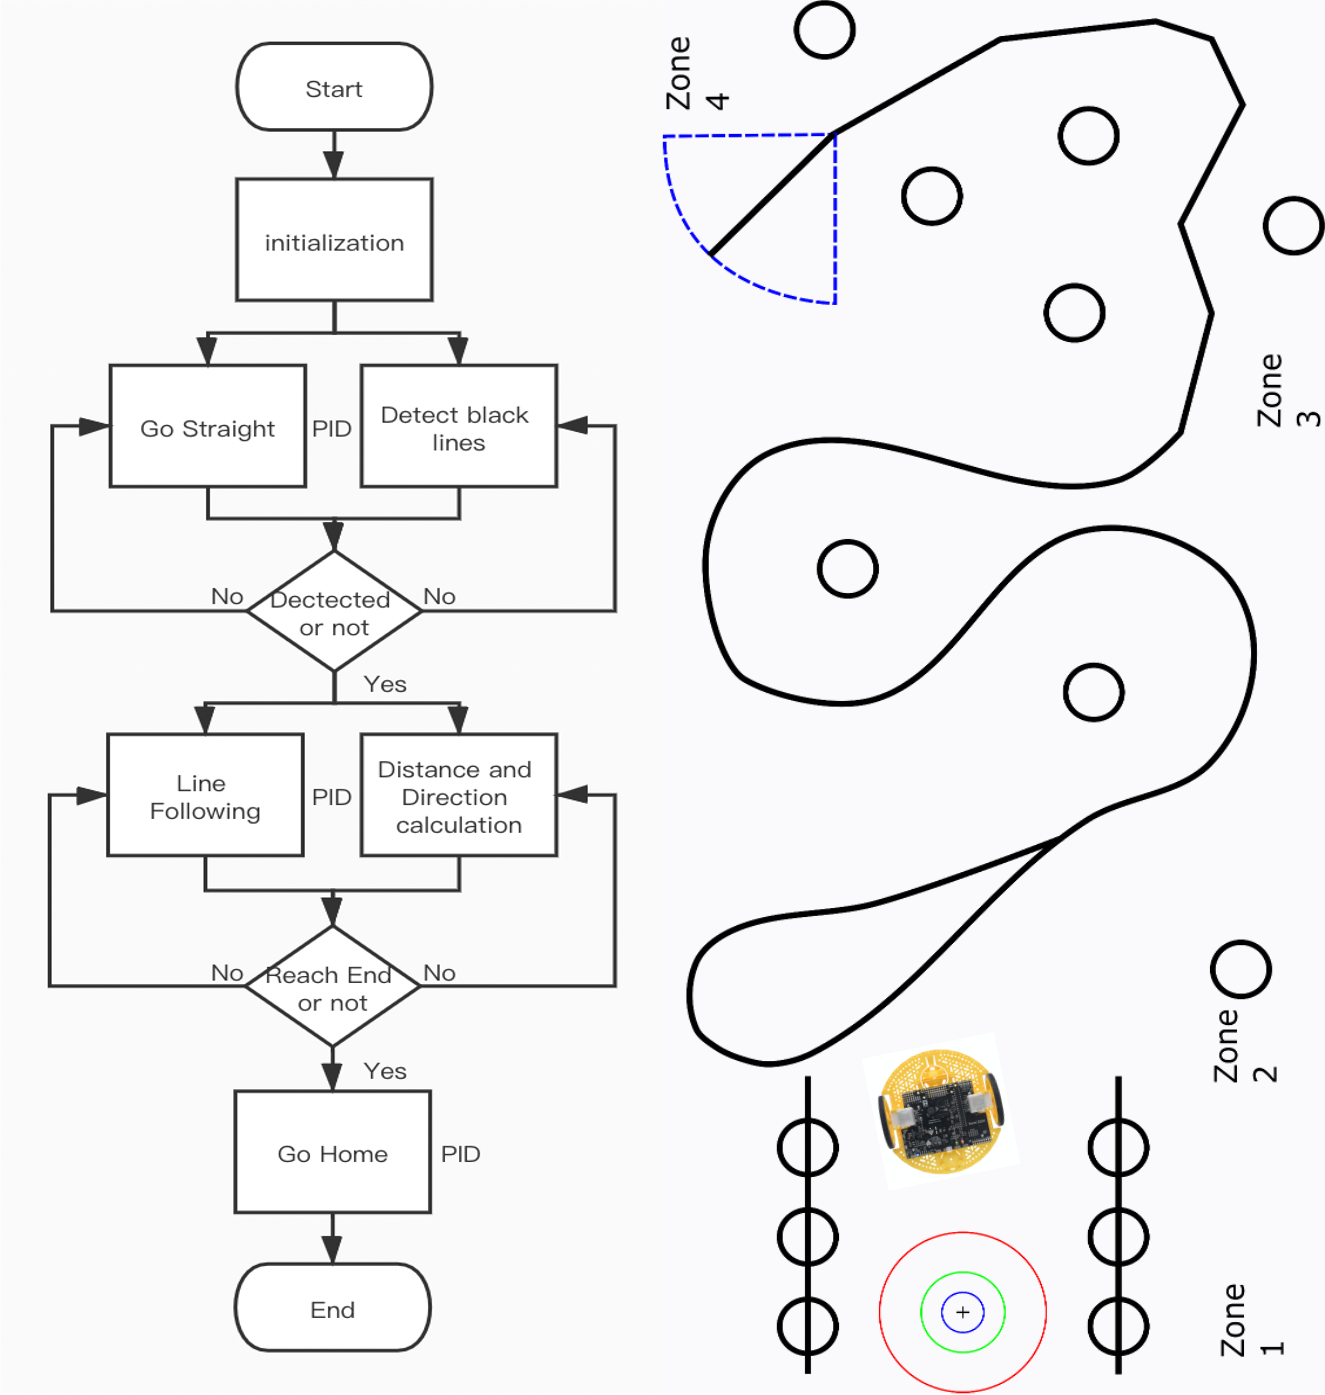 Start
initialization
Go Straight
PID
Detect black
lines
No
Dectected
or not
No
Yes
Line
Following
PID
Distance and
Direction
calculation
No
Reach End
or not
No
Yes
Go Home
PID
End
Zone
4
Zone
3
Zone
2
Zone
1